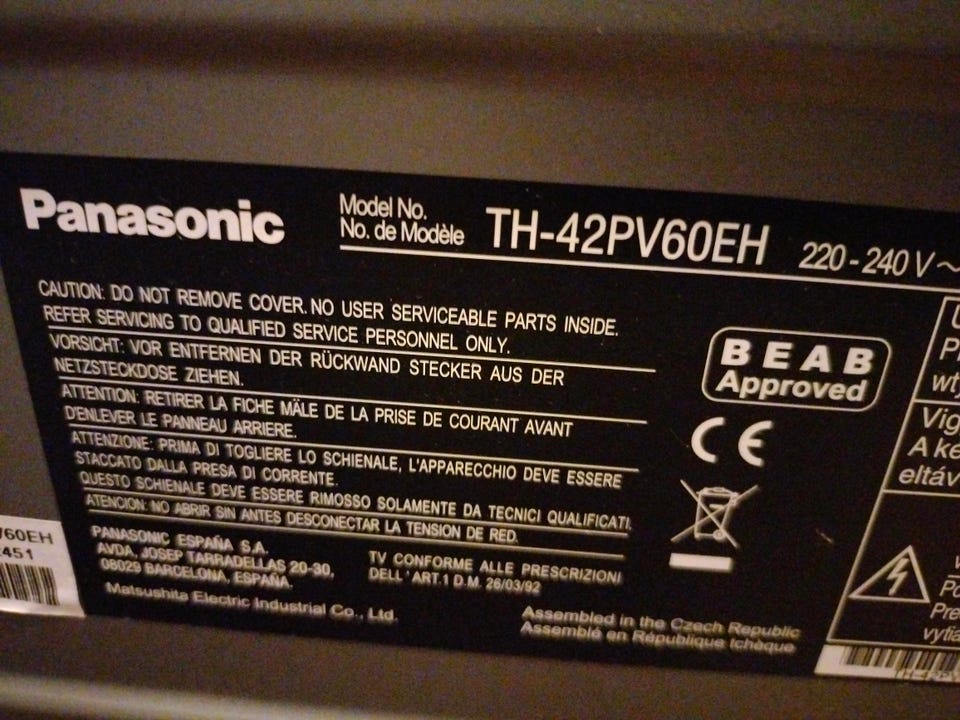 Panasonic
Model No.
No. de Modèle
TH-42PV60EH
220 - 240 V ~
CAUTION: DO NOT REMOVE COVER. NO USER SERVICEABLE PARTS INSIDE.
REFER SERVICING TO QUALIFIED SERVICE PERSONNEL ONLY.
VORSICHT: VOR ENTFERNEN DER RÜCKWAND STECKER AUS DER
NETZSTECKDOSE ZIEHEN.
ATTENTION: RETIRER LA FICHE MÂLE DE LA PRISE DE COURANT AVANT
D'ENLEVER LE PANNEAU ARRIERE.
ATTENZIONE: PRIMA DI TOGLIERE LO SCHIENALE, L'APPARECCHIO DEVE ESSERE
STACCATO DALLA PRESA DI CORRENTE.
QUESTO SCHIENALE DEVE ESSERE RIMOSSO SOLAMENTE DA TECNICI QUALIFICATI.
ATENCION: NO ABRIR SIN ANTES DESCONECTAR LA TENSION DE RED.
PANASONIC ESPAÑA S.A.
AVDA, JOSEP TARRADELLAS 20-30,
08029 BARCELONA, ESPAÑA.
TV CONFORME ALLE PRESCRIZIONI
DELL' ART.1 D.M. 26/03/92
Matsushita Electric Industrial Co., Ltd.
Assembled in the Czech Republic
Assemblé en République tchèque
BEAB
Approved
CE
Vig
A ke
eltáv
Pre
vytia
V60EH
451